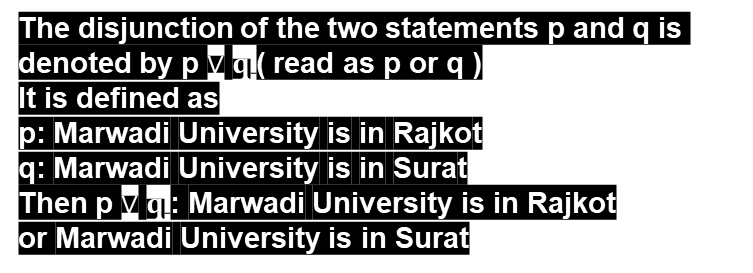 The disjunction of the two statements p and q is
denoted by p ∨ q.( read as p or q )
It is defined as
p: Marwadi University is in Rajkot
q: Marwadi University is in Surat
Then p ∨ q.: Marwadi University is in Rajkot
or Marwadi University is in Surat